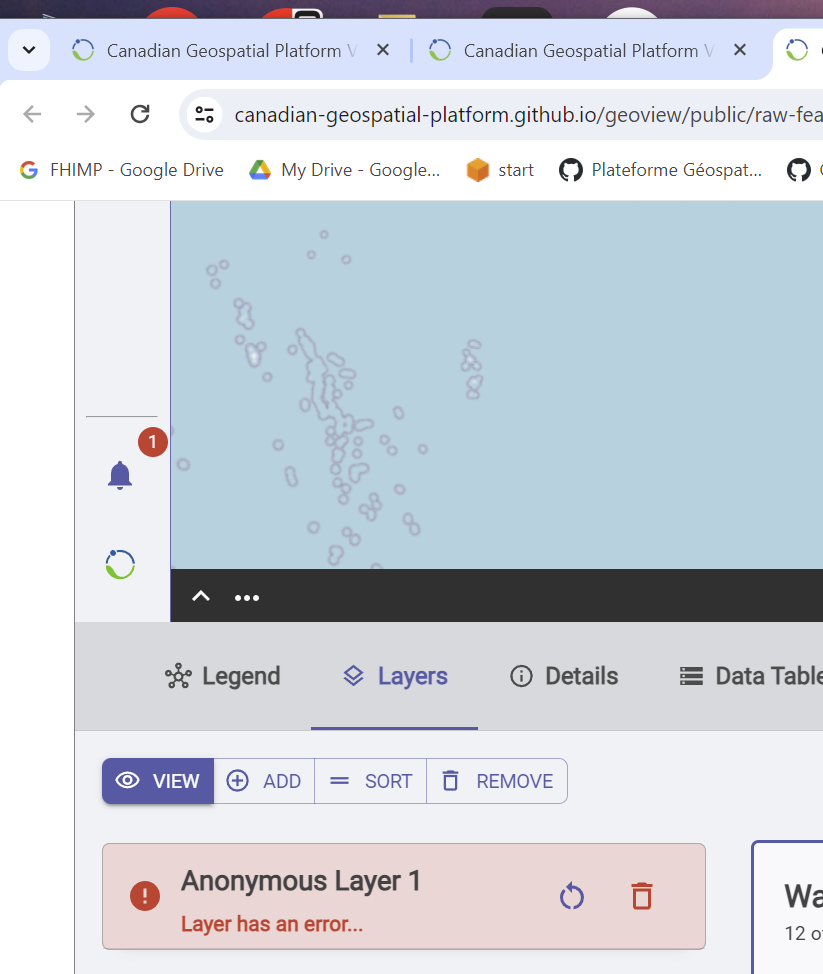 Canadian Geospatial Platform V
Canadian Geospatial Platform V
canadian-geospatial-platform.github.io/geoview/public/raw-fea
FHIMP - Google Drive
My Drive - Google...
start
Plateforme Géospat...
1
Legend
Layers
Details
Data Table
VIEW
ADD
SORT
REMOVE
Anonymous Layer 1
Layer has an error...
Wa
12 o